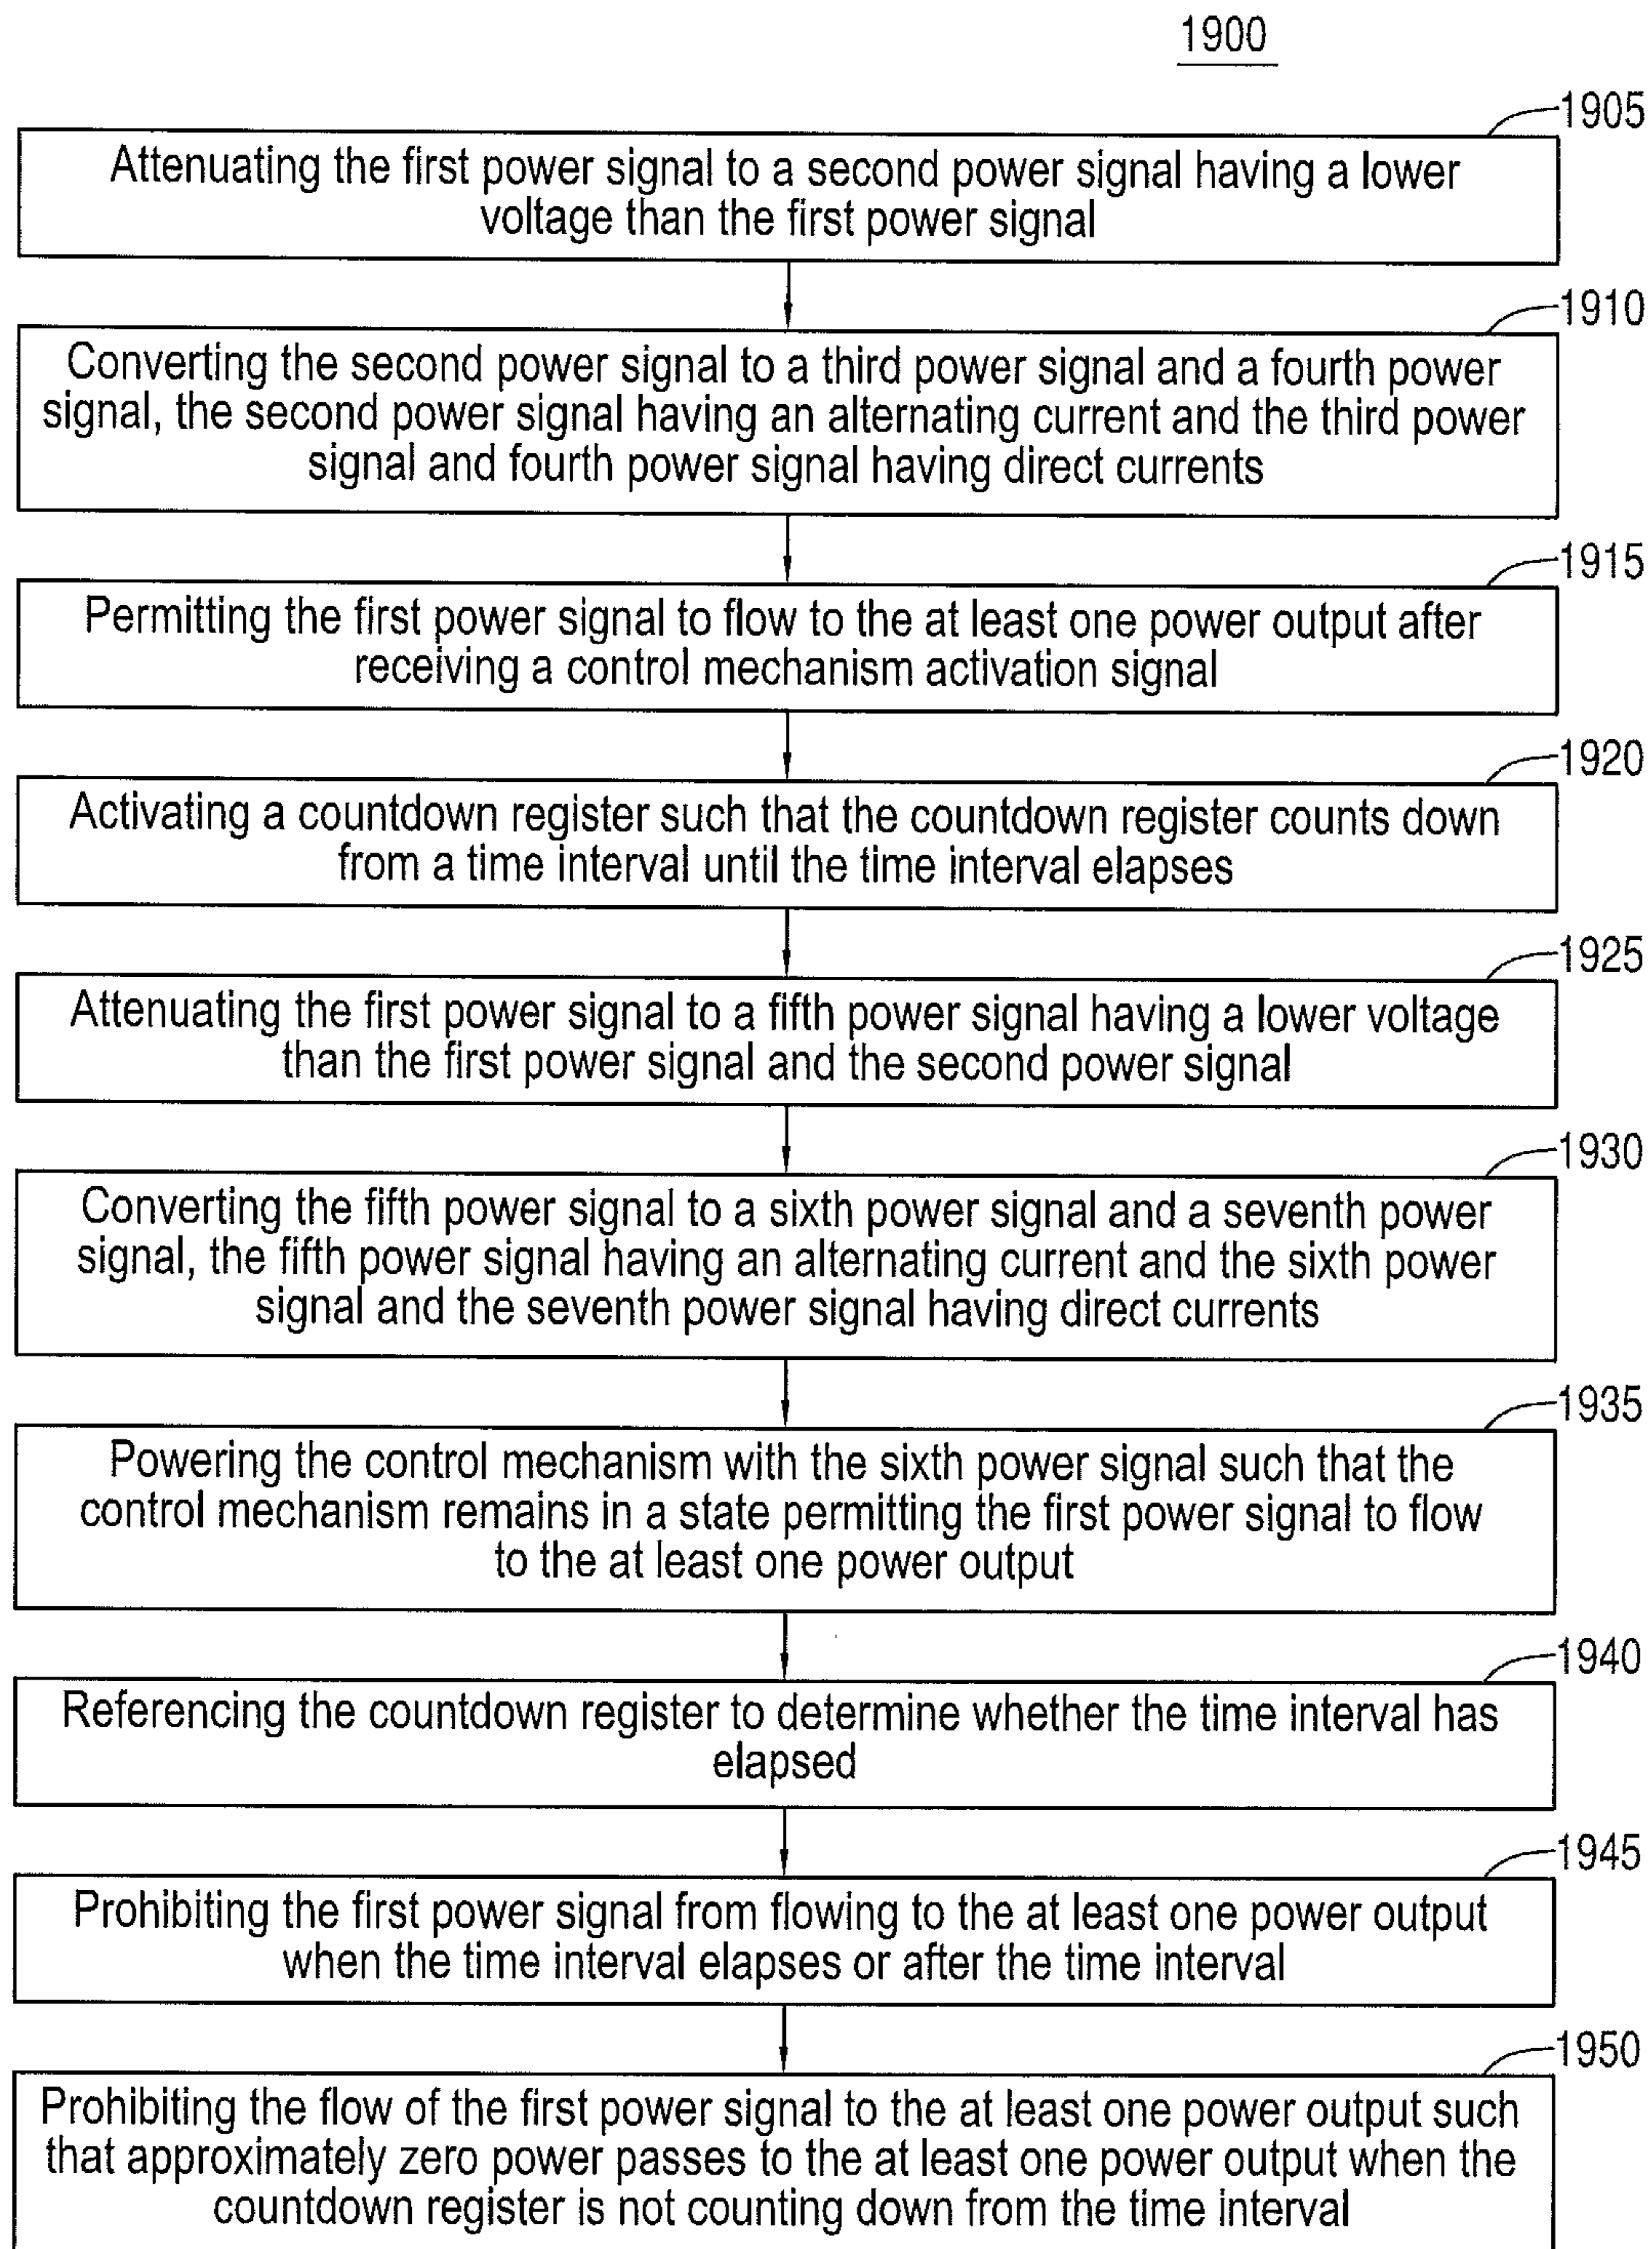 1900
1905
Attenuating the first power signal to a second power signal having a lower
voltage than the first power signal
1910
Converting the second power signal to a third power signal and a fourth power
signal, the second power signal having an alternating current and the third power
signal and fourth power signal having direct currents
1915
Permitting the first power signal to flow to the at least one power output after
receiving a control mechanism activation signal
1920
Activating a countdown register such that the countdown register counts down
from a time interval until the time interval elapses
1925
Attenuating the first power signal to a fifth power signal having a lower voltage
than the first power signal and the second power signal
1930
Converting the fifth power signal to a sixth power signal and a seventh power
signal, the fifth power signal having an alternating current and the sixth power
signal and the seventh power signal having direct currents
1935
Powering the control mechanism with the sixth power signal such that the
control mechanism remains in a state permitting the first power signal to flow
to the at least one power output
1940
Referencing the countdown register to determine whether the time interval has
elapsed
1945
Prohibiting the first power signal from flowing to the at least one power output
when the time interval elapses or after the time interval
1950
Prohibiting the flow of the first power signal to the at least one power output such
that approximately zero power passes to the at least one power output when the
countdown register is not counting down from the time interval